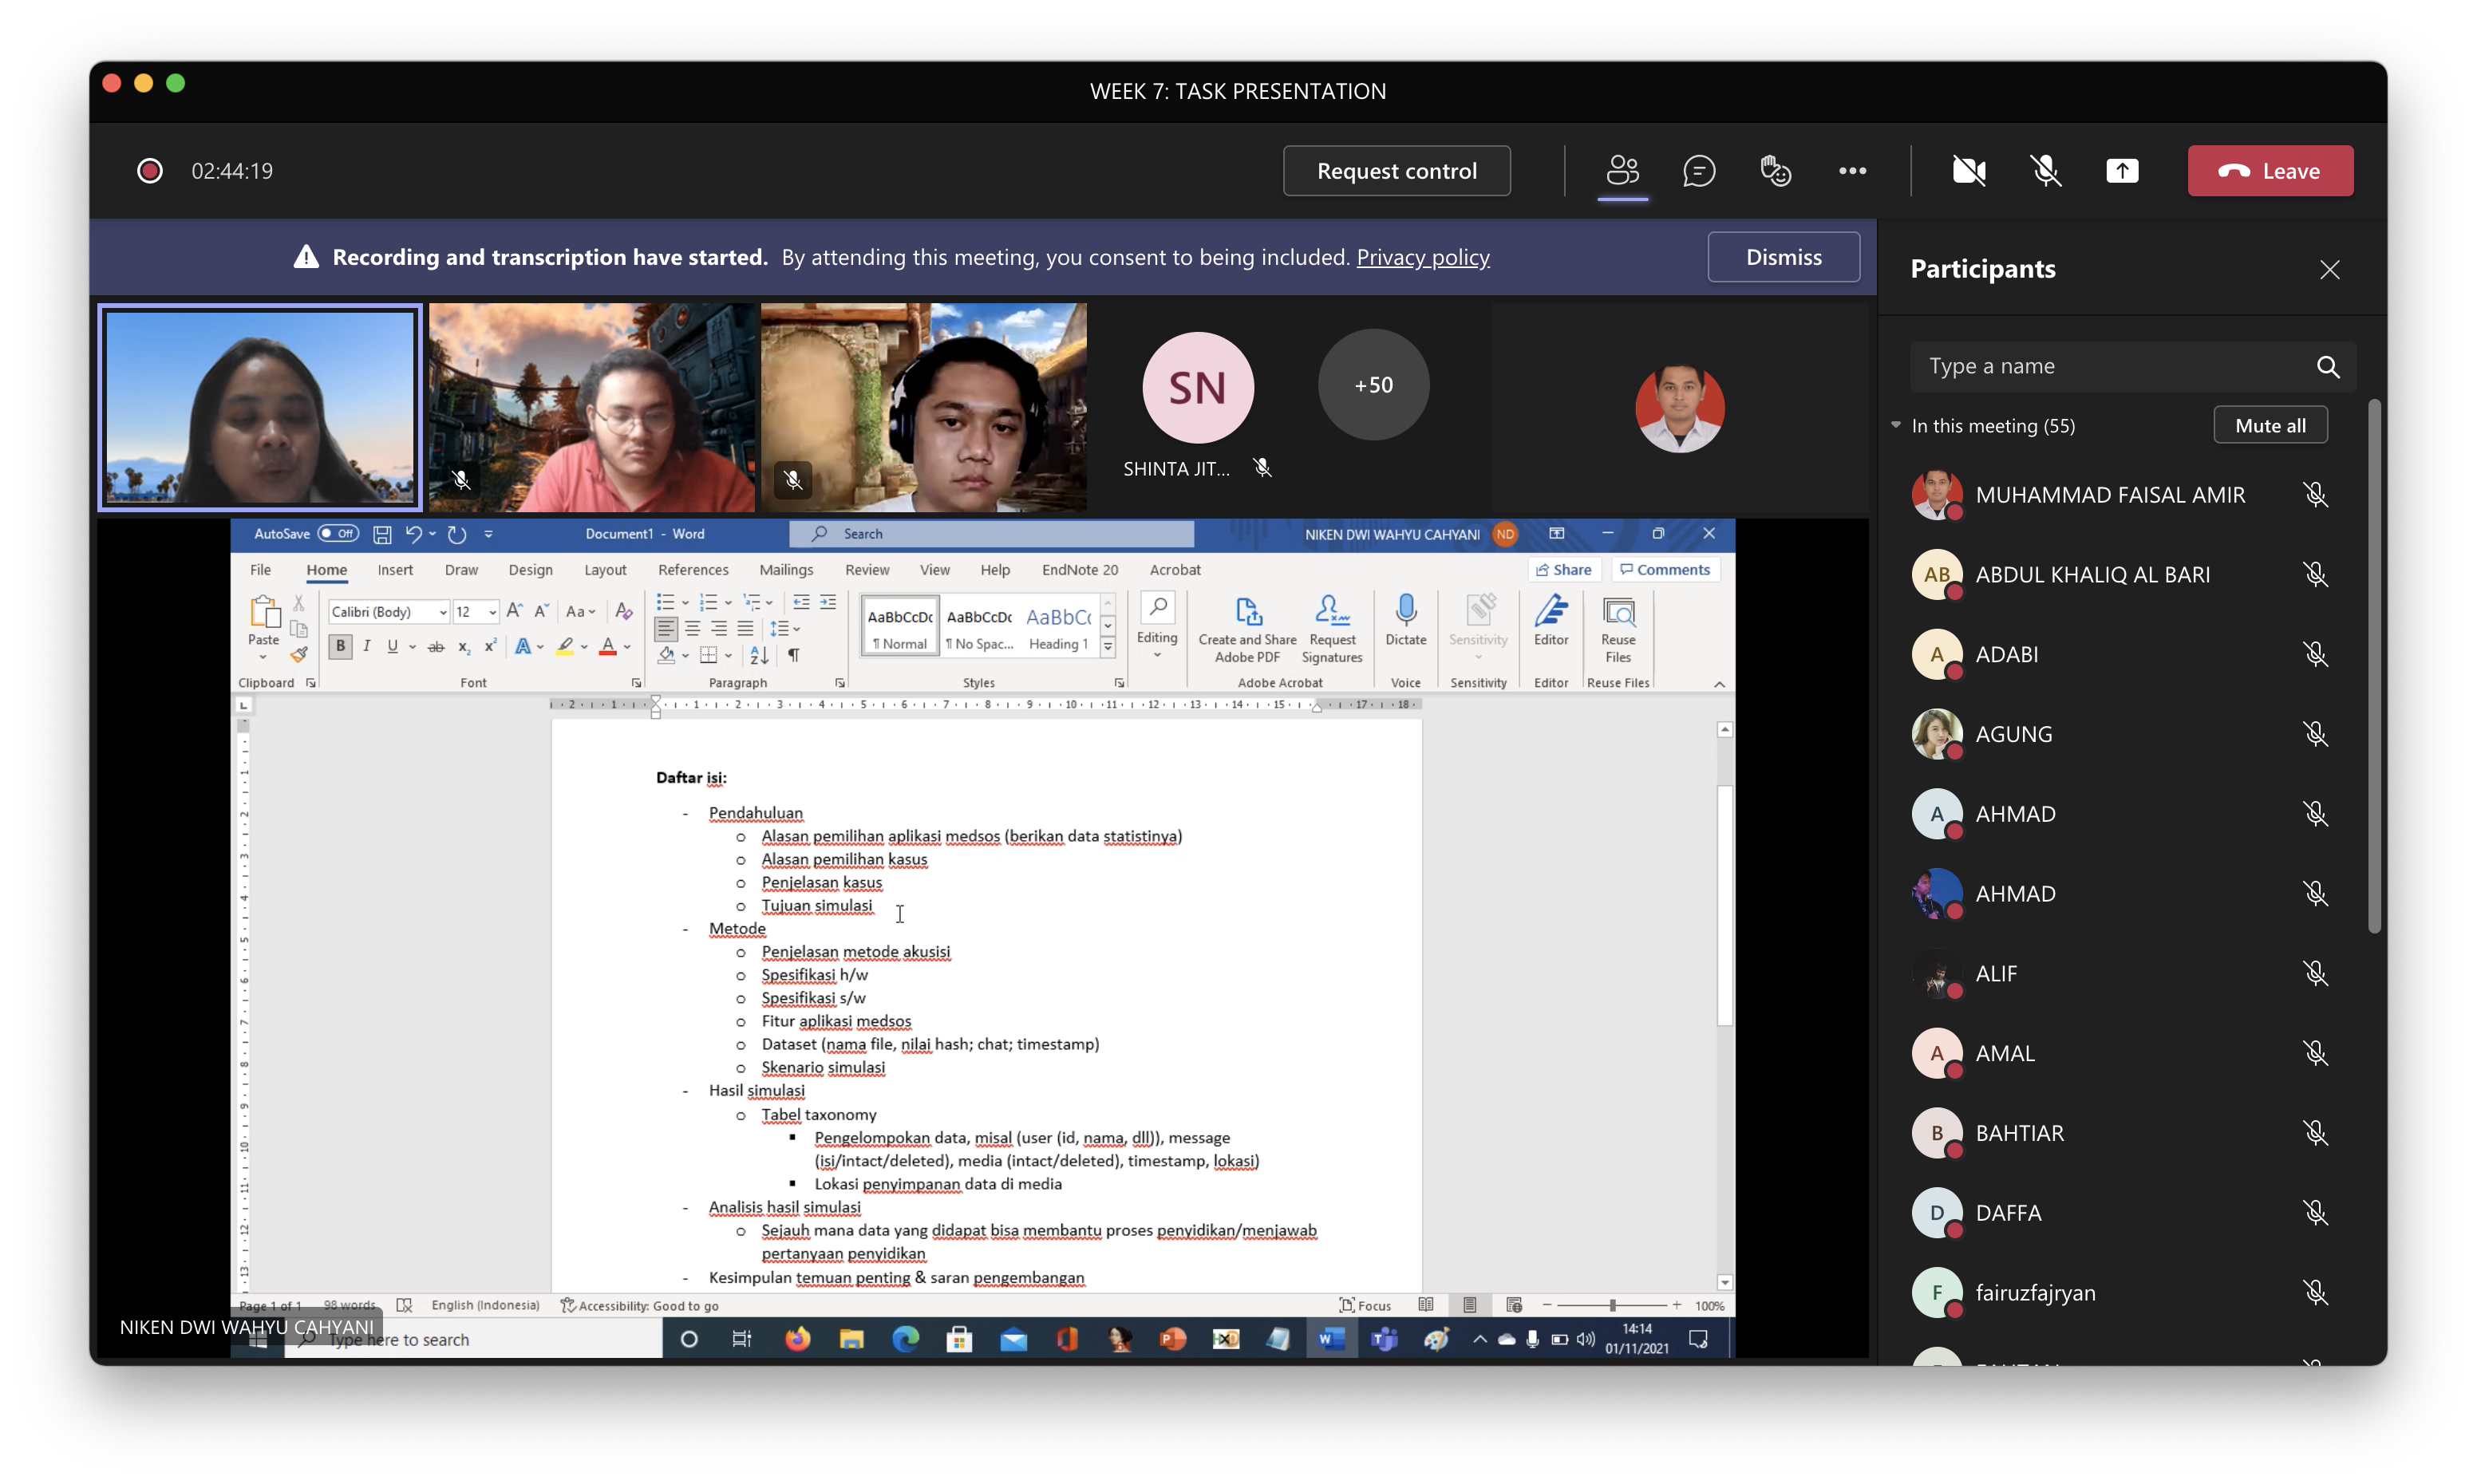 WEEK 7: TASK PRESENTATION
02:44:19
Request control
Leave
Recording and transcription have started. By attending this meeting, you consent to being included. Privacy policy
Dismiss
SN
+50
SHINTA JIT...
AutoSave Off
Document1 - Word
Search
NIKEN DWI WAHYU CAHYANI ND
File Home Insert Draw Design Layout References Mailings Review View Help EndNote 20 Acrobat
Share Comments
Paste
Calibri (Body) 12
AaBbCcDc AaBbCcDc AaBbCc
¶ Normal ¶ No Spac... Heading 1
Editing
Create and Share Adobe PDF
Request Signatures
Dictate
Sensitivity
Editor
Reuse Files
Clipboard Font Paragraph Styles Adobe Acrobat Voice Sensitivity Editor Reuse Files
Daftar isi:
- Pendahuluan
o Alasan pemilihan aplikasi medsos (berikan data statistinya)
o Alasan pemilihan kasus
o Penjelasan kasus
o Tujuan simulasi
- Metode
o Penjelasan metode akusisi
o Spesifikasi h/w
o Spesifikasi s/w
o Fitur aplikasi medsos
o Dataset (nama file, nilai hash; chat; timestamp)
o Skenario simulasi
- Hasil simulasi
o Tabel taxonomy
▪ Pengelompokan data, misal (user (id, nama, dll)), message
(isi/intact/deleted), media (intact/deleted), timestamp, lokasi)
▪ Lokasi penyimpanan data di media
- Analisis hasil simulasi
o Sejauh mana data yang didapat bisa membantu proses penyidikan/menjawab
pertanyaan penyidikan
- Kesimpulan temuan penting & saran pengembangan
Page 1 of 1 98 words English (Indonesia) Accessibility: Good to go
Focus
100%
NIKEN DWI WAHYU CAHYANI
Type here to search
14:14
01/11/2021
Participants
Type a name
In this meeting (55)
Mute all
MUHAMMAD FAISAL AMIR
AB ABDUL KHALIQ AL BARI
A ADABI
AGUNG
A AHMAD
AHMAD
ALIF
A AMAL
B BAHTIAR
D DAFFA
F fairuzfajryan